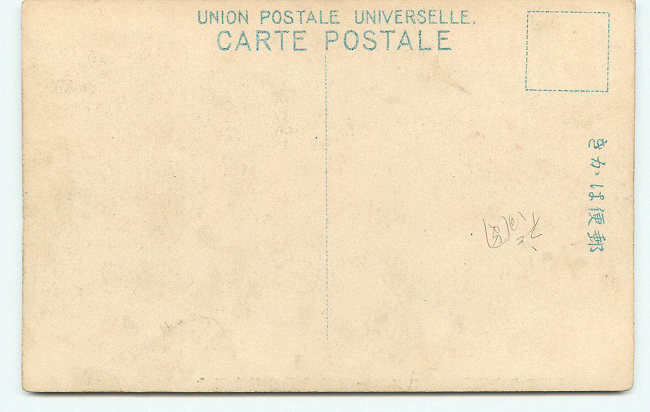 UNION POSTALE UNIVERSELLE.
CARTE POSTALE
きかは便郵